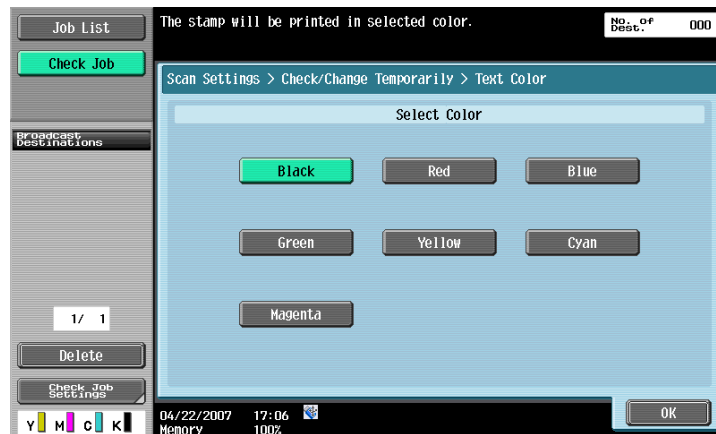 Job List
Check Job
Broadcast
Destinations
1/ 1
Delete
Check Job
Settings
Y M C K
The stamp will be printed in selected color.
No. of
Dest.
000
Scan Settings > Check/Change Temporarily > Text Color
Select Color
Black Red Blue
Green Yellow Cyan
Magenta
04/22/2007 17:06
Memory 100%
OK